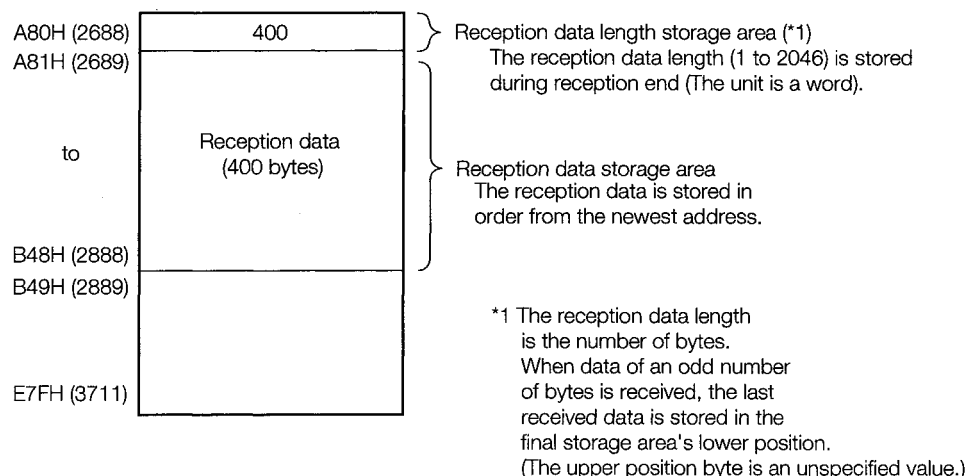 A80H (2688)
400
Reception data length storage area (*1)
The reception data length (1 to 2046) is stored
during reception end (The unit is a word).
A81H (2689)
to
Reception data
(400 bytes)
Reception data storage area
The reception data is stored in
order from the newest address.
B48H (2888)
B49H (2889)
E7FH (3711)
*1 The reception data length
is the number of bytes.
When data of an odd number
of bytes is received, the last
received data is stored in the
final storage area's lower position.
(The upper position byte is an unspecified value.)